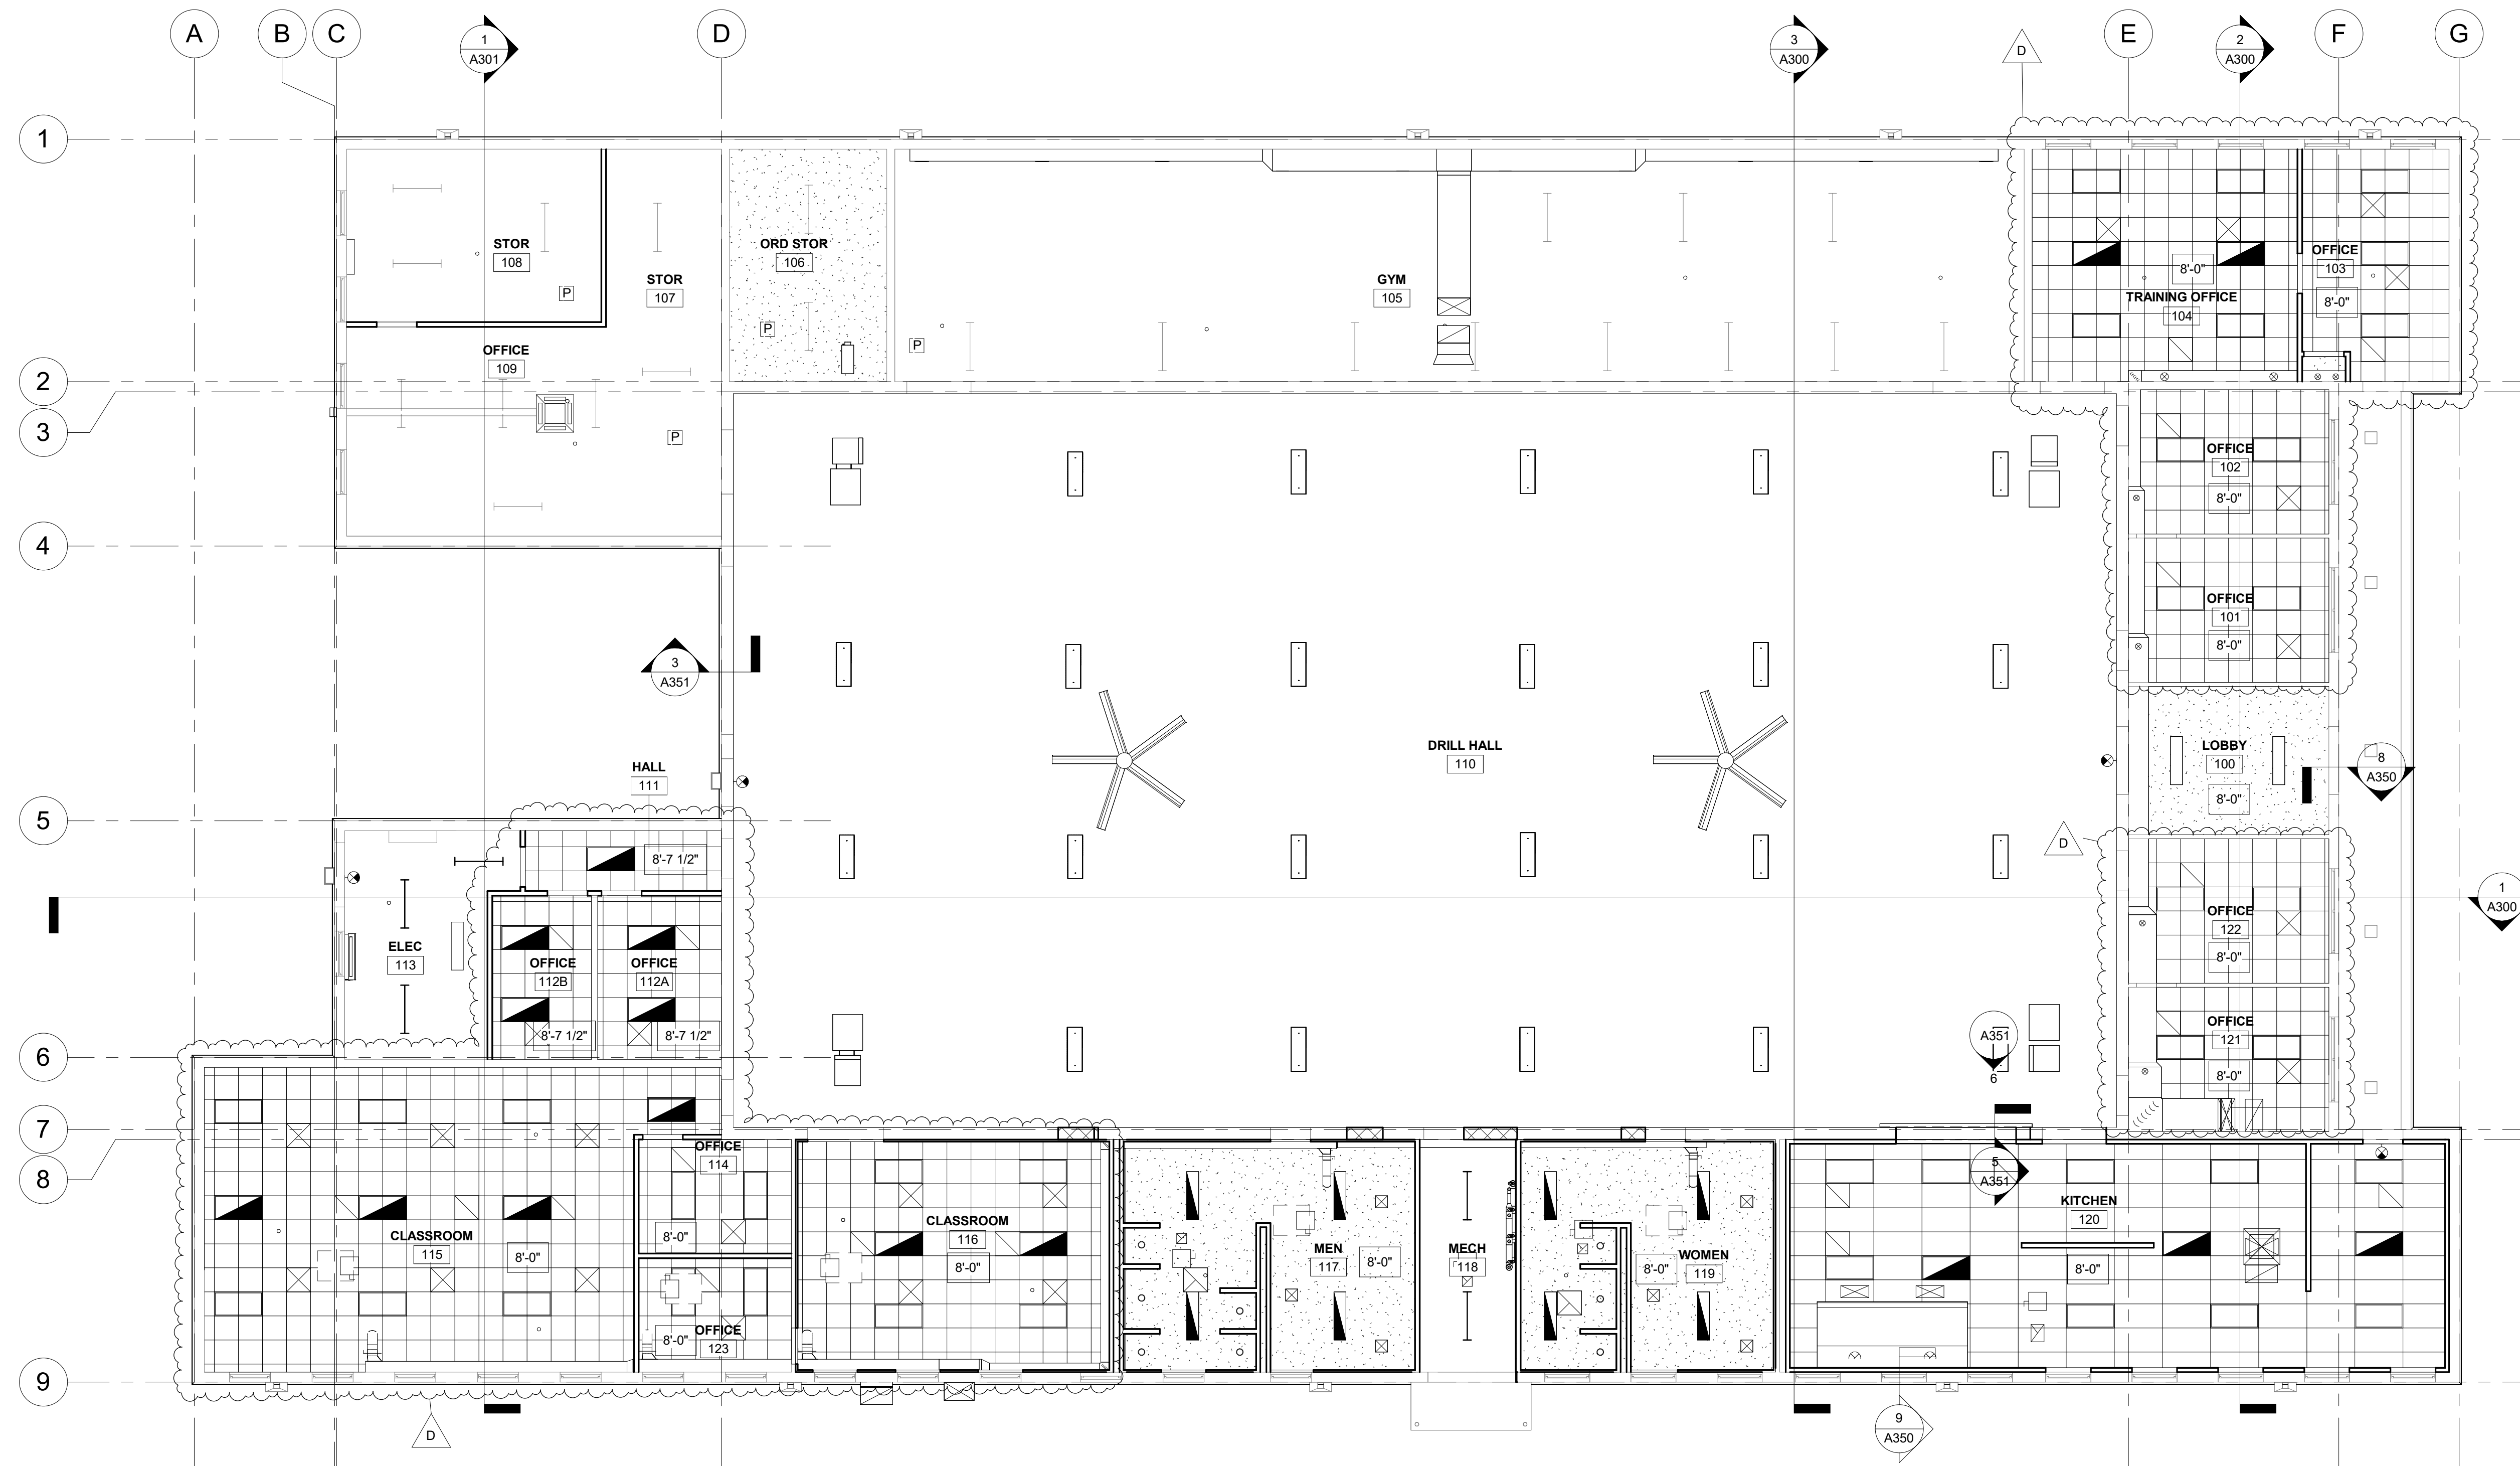 A
B
C
D
E
F
G
1
A301
3
A300
D
2
A300
1
2
3
4
5
6
7
8
9
STOR
108
STOR
107
P
OFFICE
109
P
ORD STOR
106
P
GYM
105
P
TRAINING OFFICE
104
8'-0"
OFFICE
103
8'-0"
OFFICE
102
8'-0"
OFFICE
101
8'-0"
3
A351
HALL
111
8'-7 1/2"
DRILL HALL
110
LOBBY
100
8'-0"
8
A350
D
1
A300
ELEC
113
OFFICE
112B
8'-7 1/2"
OFFICE
112A
8'-7 1/2"
OFFICE
122
8'-0"
OFFICE
121
8'-0"
A351
6
5
A351
OFFICE
114
8'-0"
CLASSROOM
115
8'-0"
OFFICE
123
8'-0"
CLASSROOM
116
8'-0"
MEN
117
8'-0"
MECH
118
WOMEN
119
8'-0"
KITCHEN
120
8'-0"
9
A350
D